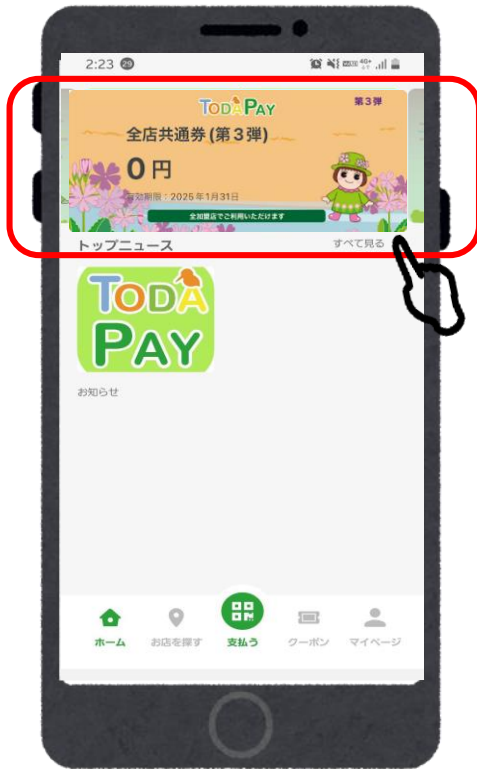 2:23 29
4G+
TODAPAY 第3弾
全店共通券(第3弾)
0円
有効期限：2025年1月31日
全加盟店でご利用いただけます
トップニュース すべて見る
TODA
PAY
お知らせ
ホーム お店を探す 支払う クーポン マイページ